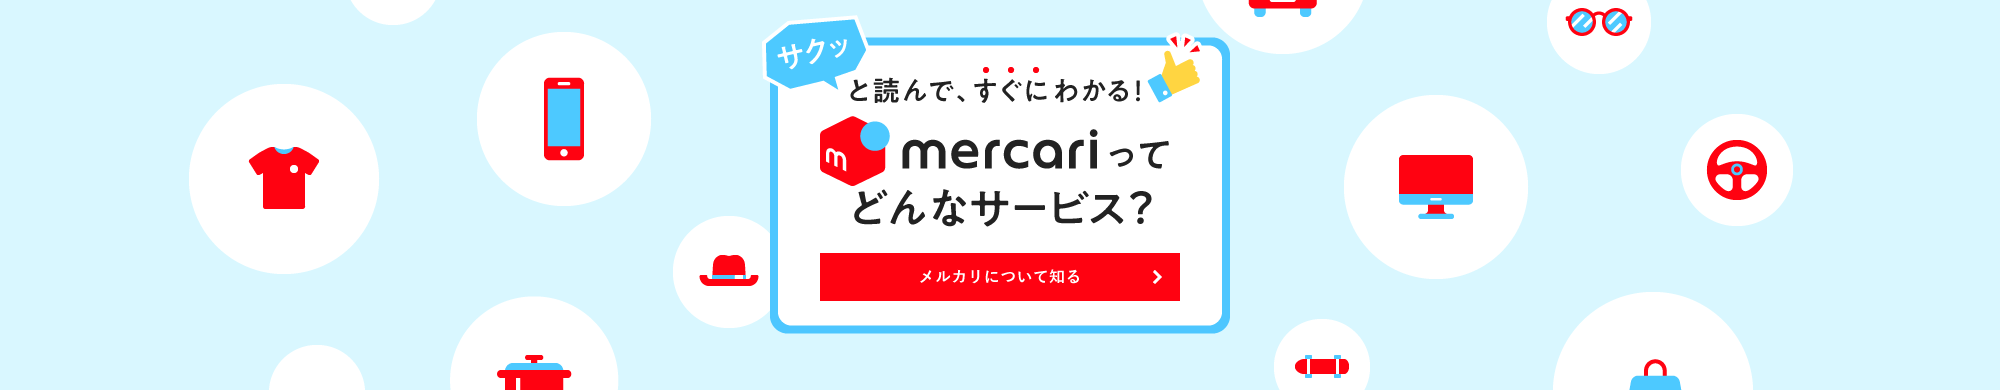 サクッ
と読んで、すぐにわかる!
m mercariって
どんなサービス?
メルカリについて知る